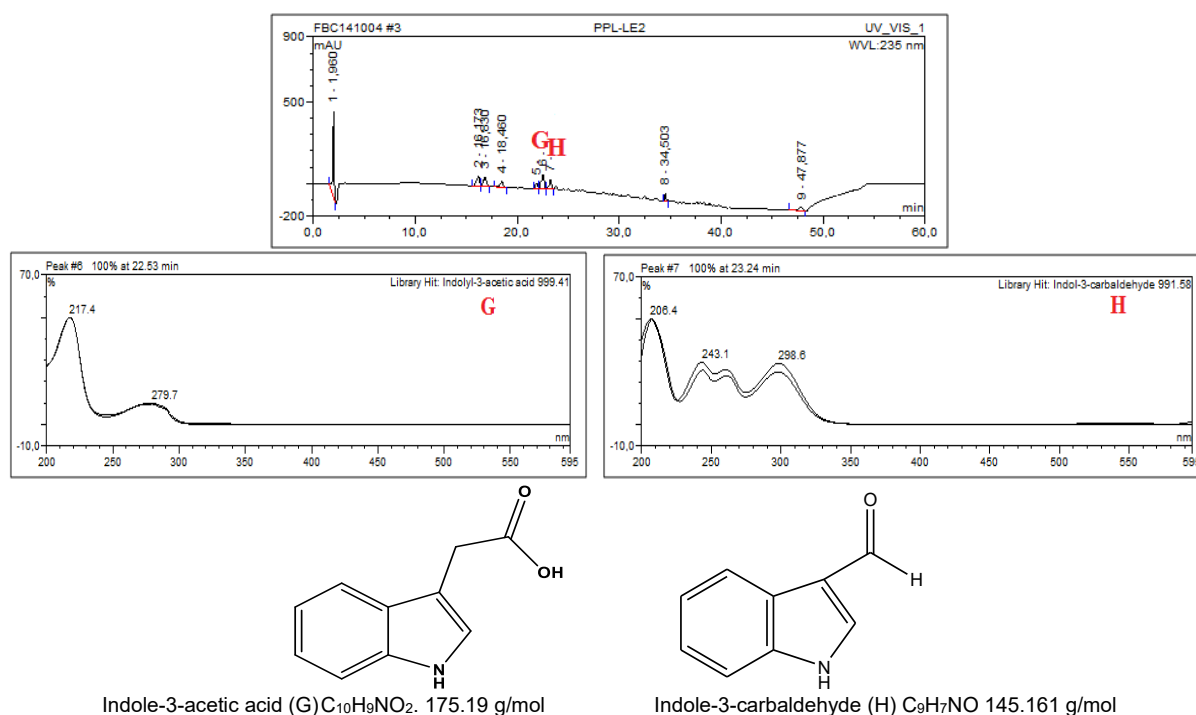 FBC141004 #3 PPL-LE2 UV_VIS_1
900 mAU WVL:235 nm
500
-200
1 - 1,960
2 - 16,173
3 - 16,830
4 - 18,460
5
6 -
7
8 - 34,503
9 - 47,877
G
H
min
0,0 10,0 20,0 30,0 40,0 50,0 60,0
Peak #6 100% at 22.53 min
70,0
%
Library Hit: Indolyl-3-acetic acid 999.41
G
217.4
279.7
-10,0
nm
200 250 300 350 400 450 500 550 595
Peak #7 100% at 23.24 min
70,0
%
Library Hit: Indol-3-carbaldehyde 991.58
H
206.4
243.1
298.6
-10,0
nm
200 250 300 350 400 450 500 550 595
O
OH
N
H
O
H
N
H
Indole-3-acetic acid (G) C₁₀H₉NO₂. 175.19 g/mol
Indole-3-carbaldehyde (H) C₉H₇NO 145.161 g/mol